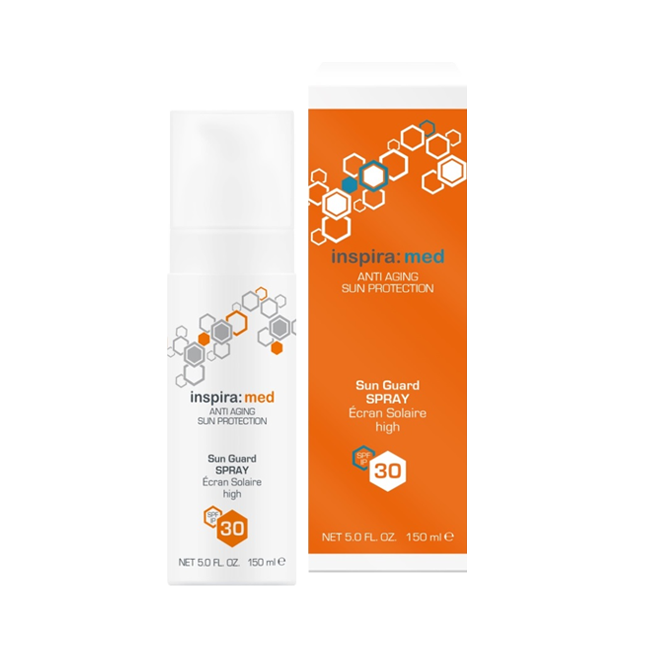 inspira:med
ANTI AGING
SUN PROTECTION
Sun Guard
SPRAY
Écran Solaire
high
SPF
IP
30
NET 5.0 FL. OZ. 150 ml e
inspira:med
ANTI AGING
SUN PROTECTION
Sun Guard
SPRAY
Écran Solaire
high
SPF
IP
30
NET 5.0 FL. OZ. 150 ml e